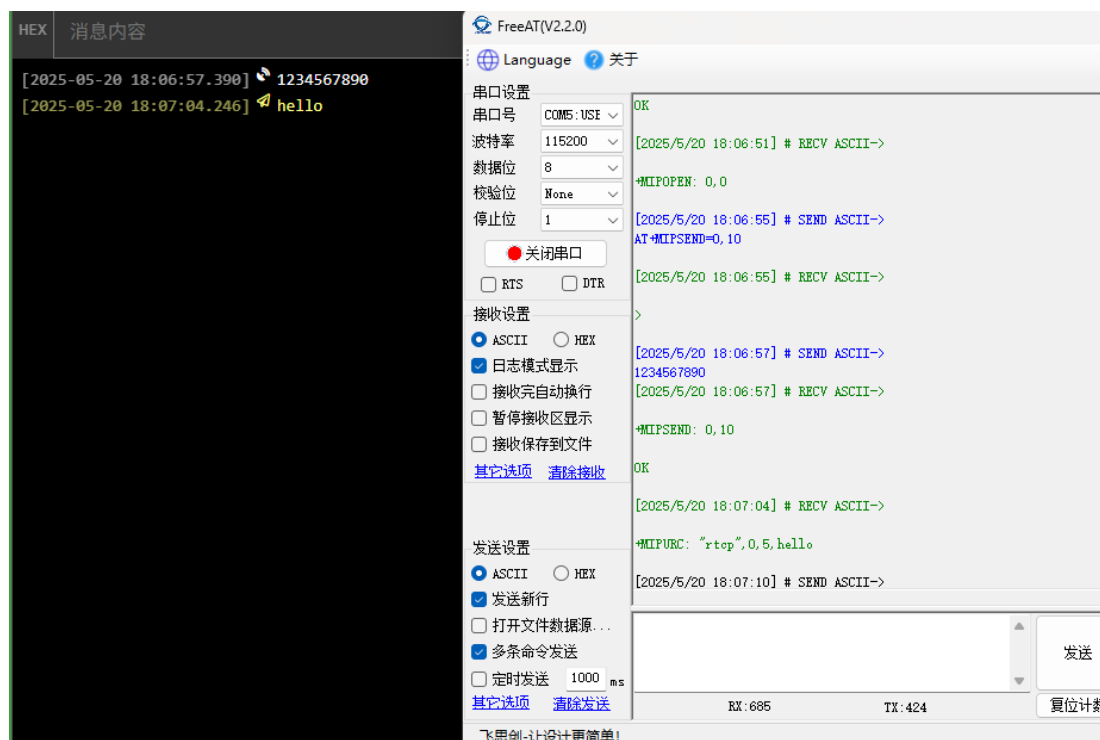 HEX 消息内容
[2025-05-20 18:06:57.390] 1234567890
[2025-05-20 18:07:04.246] hello
FreeAT(V2.2.0)
Language 关于
串口设置
串口号 COM5:USE
波特率 115200
数据位 8
校验位 None
停止位 1
关闭串口
RTS DTR
接收设置
ASCII HEX
日志模式显示
接收完自动换行
暂停接收区显示
接收保存到文件
其它选项 清除接收
发送设置
ASCII HEX
发送新行
打开文件数据源...
多条命令发送
定时发送 1000 ms
其它选项 清除发送
OK
[2025/5/20 18:06:51] # RECV ASCII->
+MIPOPEN: 0,0
[2025/5/20 18:06:55] # SEND ASCII->
AT+MIPSEND=0,10
[2025/5/20 18:06:55] # RECV ASCII->
>
[2025/5/20 18:06:57] # SEND ASCII->
1234567890
[2025/5/20 18:06:57] # RECV ASCII->
+MIPSEND: 0,10
OK
[2025/5/20 18:07:04] # RECV ASCII->
+MIPURC: "rtcp",0,5,hello
[2025/5/20 18:07:10] # SEND ASCII->
发送
RX:685 TX:424 复位计数
飞思创-让设计更简单!